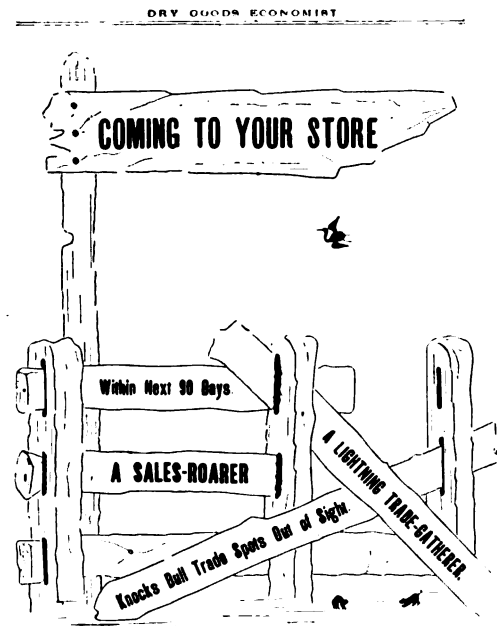 DRY GOODS ECONOMIST
COMING TO YOUR STORE
Within Next 90 Days
A SALES-ROARER
A LIGHTNING TRADE-GATHERER.
Knocks Dull Trade Spots Out of Sight.